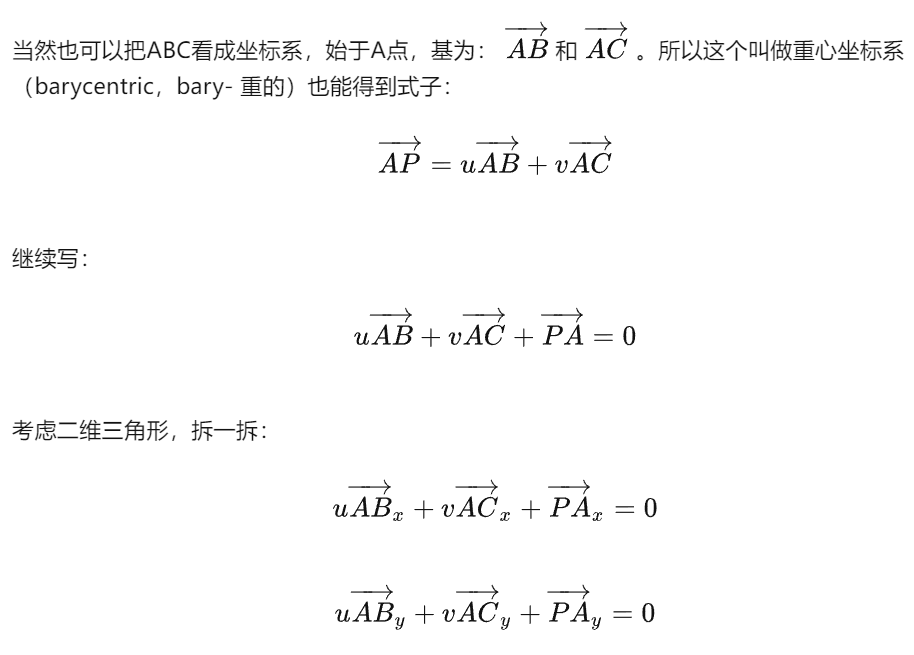 当然也可以把ABC看成坐标系，始于A点，基为： $\overrightarrow{AB}$ 和 $\overrightarrow{AC}$ 。所以这个叫做重心坐标系
（barycentric，bary- 重的）也能得到式子：
$\overrightarrow{AP} = u\overrightarrow{AB} + v\overrightarrow{AC}$
继续写：
$u\overrightarrow{AB} + v\overrightarrow{AC} + \overrightarrow{PA} = 0$
考虑二维三角形，拆一拆：
$u\overrightarrow{AB}_x + v\overrightarrow{AC}_x + \overrightarrow{PA}_x = 0$
$u\overrightarrow{AB}_y + v\overrightarrow{AC}_y + \overrightarrow{PA}_y = 0$